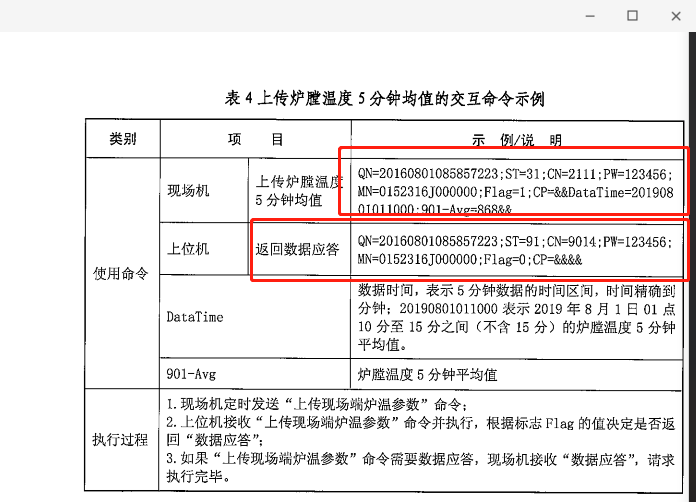 表 4 上传炉膛温度 5 分钟均值的交互命令示例
类别 项 目 示 例/说 明
使用命令
现场机
上传炉膛温度
5 分钟均值
QN=20160801085857223;ST=31;CN=2111;PW=123456;
MN=0152316J000000;Flag=1;CP=&&DataTime=201908
01011000;901-Avg=868&&
上位机
返回数据应答
QN=20160801085857223;ST=91;CN=9014;PW=123456;
MN=0152316J000000;Flag=0;CP=&&&&
DataTime
数据时间，表示 5 分钟数据的时间区间，时间精确到
分钟；20190801011000 表示 2019 年 8 月 1 日 01 点
10 分至 15 分之间（不含 15 分）的炉膛温度 5 分钟
平均值。
901-Avg
炉膛温度 5 分钟平均值
执行过程
1.现场机定时发送“上传现场端炉温参数”命令；
2.上位机接收“上传现场端炉温参数”命令并执行，根据标志 Flag 的值决定是否返
回“数据应答”；
3.如果“上传现场端炉温参数”命令需要数据应答，现场机接收“数据应答”，请求
执行完毕。